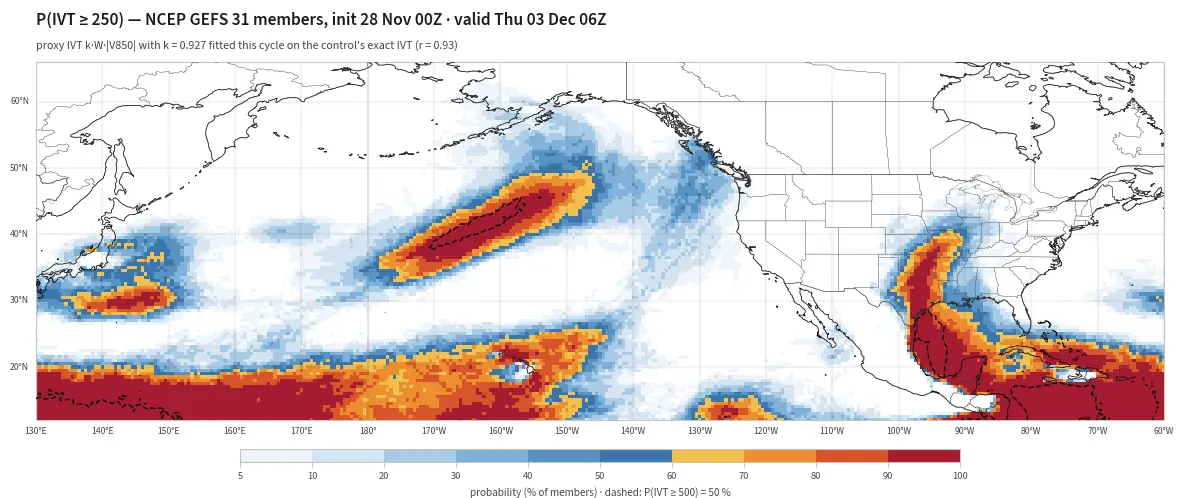 P(IVT ≥ 250) — NCEP GEFS 31 members, init 28 Nov 00Z · valid Thu 03 Dec 06Z
proxy IVT k·W·|V850| with k = 0.927 fitted this cycle on the control's exact IVT (r = 0.93)
60°N
50°N
40°N
30°N
20°N
130°E 140°E 150°E 160°E 170°E 180° 170°W 160°W 150°W 140°W 130°W 120°W 110°W 100°W 90°W 80°W 70°W 60°W
5 10 20 30 40 50 60 70 80 90 100
probability (% of members) · dashed: P(IVT ≥ 500) = 50 %